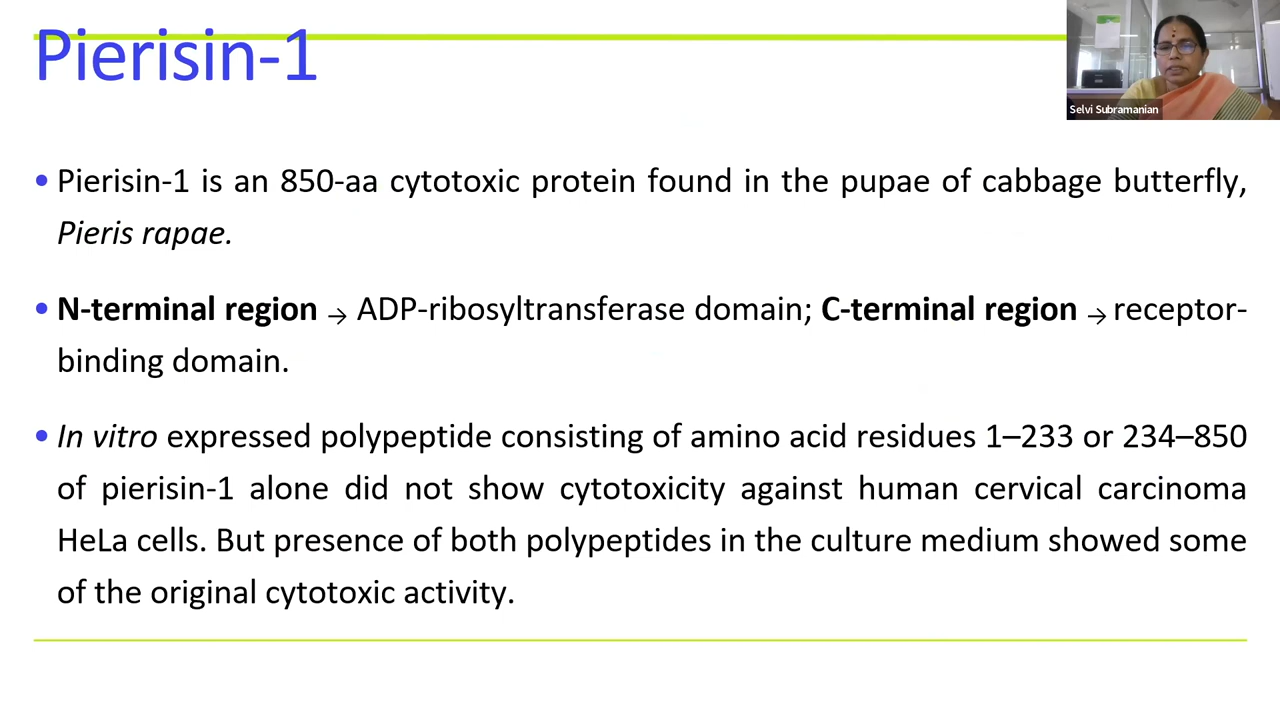 Pierisin-1
Selvi Subramanian
• Pierisin-1 is an 850-aa cytotoxic protein found in the pupae of cabbage butterfly,
Pieris rapae.
• N-terminal region → ADP-ribosyltransferase domain; C-terminal region → receptor-
binding domain.
• In vitro expressed polypeptide consisting of amino acid residues 1–233 or 234–850
of pierisin-1 alone did not show cytotoxicity against human cervical carcinoma
HeLa cells. But presence of both polypeptides in the culture medium showed some
of the original cytotoxic activity.